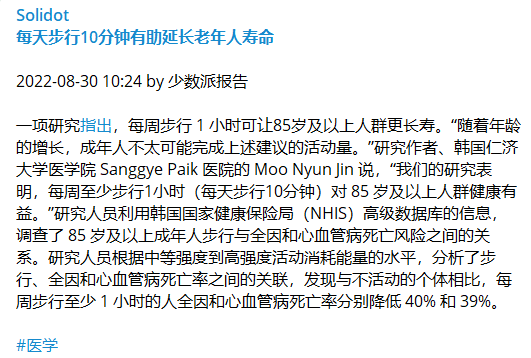 Solidot
每天步行10分钟有助延长老年人寿命
2022-08-30 10:24 by 少数派报告
一项研究指出，每周步行 1 小时可让85岁及以上人群更长寿。“随着年龄
的增长，成年人不太可能完成上述建议的活动量。”研究作者、韩国仁济
大学医学院 Sanggye Paik 医院的 Moo Nyun Jin 说，“我们的研究表
明，每周至少步行1小时（每天步行10分钟）对 85 岁及以上人群健康有
益。”研究人员利用韩国国家健康保险局（NHIS）高级数据库的信息，
调查了 85 岁及以上成年人步行与全因和心血管病死亡风险之间的关
系。研究人员根据中等强度到高强度活动消耗能量的水平，分析了步
行、全因和心血管病死亡率之间的关联，发现与不活动的个体相比，每
周步行至少 1 小时的人全因和心血管病死亡率分别降低 40% 和 39%。
#医学